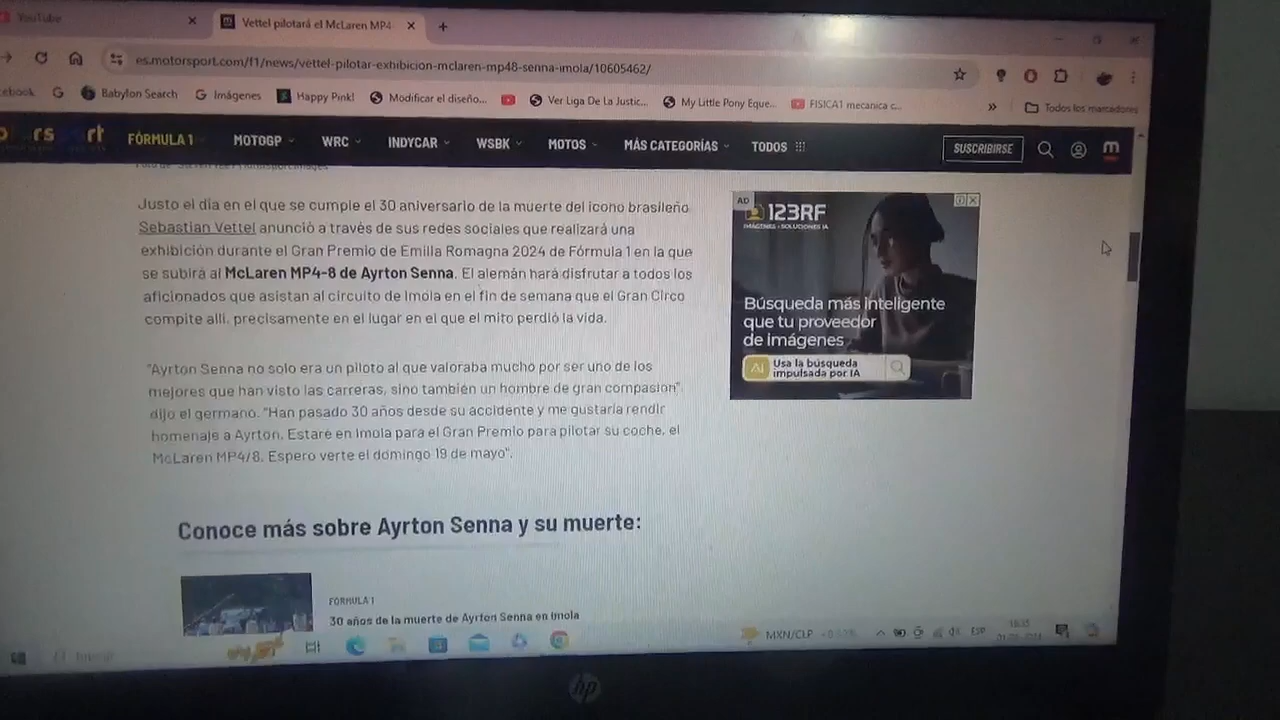 YouTube
Vettel pilotará el McLaren MP4-
es.motorsport.com/f1/news/vettel-pilotar-exhibicion-mclaren-mp48-senna-imola/10605462/
cebook
Babylon Search
Imágenes
Happy Pink!
Modificar el diseño...
Ver Liga De La Justic...
My Little Pony Eque...
FISICA1 mecanica c...
Todos los marcadores
FÓRMULA 1
MOTOGP
WRC
INDYCAR
WSBK
MOTOS
MÁS CATEGORÍAS
TODOS
SUSCRIBIRSE
Justo el día en el que se cumple el 30 aniversario de la muerte del icono brasileño
Sebastian Vettel anunció a través de sus redes sociales que realizará una
exhibición durante el Gran Premio de Emilia Romagna 2024 de Fórmula 1 en la que
se subirá al McLaren MP4-8 de Ayrton Senna. El alemán hará disfrutar a todos los
aficionados que asistan al circuito de Imola en el fin de semana que el Gran Circo
compite allí, precisamente en el lugar en el que el mito perdió la vida.
"Ayrton Senna no solo era un piloto al que valoraba mucho por ser uno de los
mejores que han visto las carreras, sino también un hombre de gran compasión",
dijo el germano. "Han pasado 30 años desde su accidente y me gustaría rendir
homenaje a Ayrton. Estaré en Imola para el Gran Premio para pilotar su coche, el
McLaren MP4/8. Espero verte el domingo 19 de mayo".
AD
123RF
IMÁGENES · SOLUCIONES IA
Búsqueda más inteligente
que tu proveedor
de imágenes
AI
Usa la búsqueda
impulsada por IA
Conoce más sobre Ayrton Senna y su muerte:
FÓRMULA 1
30 años de la muerte de Ayrton Senna en Imola
MXN/CLP
ESP
hp